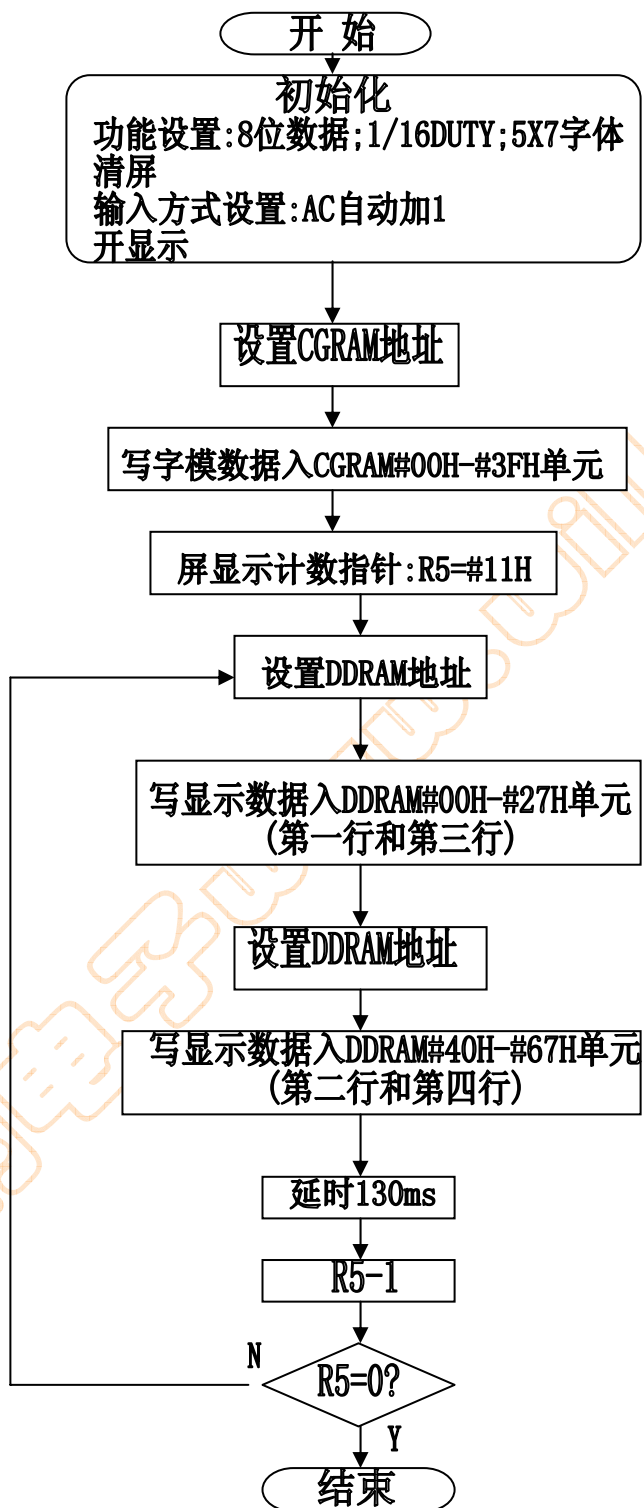 开 始
初始化
功能设置:8位数据;1/16DUTY;5X7字体
清屏
输入方式设置:AC自动加1
开显示
设置CGRAM地址
写字模数据入CGRAM#00H-#3FH单元
屏显示计数指针:R5=#11H
设置DDRAM地址
写显示数据入DDRAM#00H-#27H单元
(第一行和第三行)
设置DDRAM地址
写显示数据入DDRAM#40H-#67H单元
(第二行和第四行)
延时130ms
R5-1
N
R5=0?
Y
结束